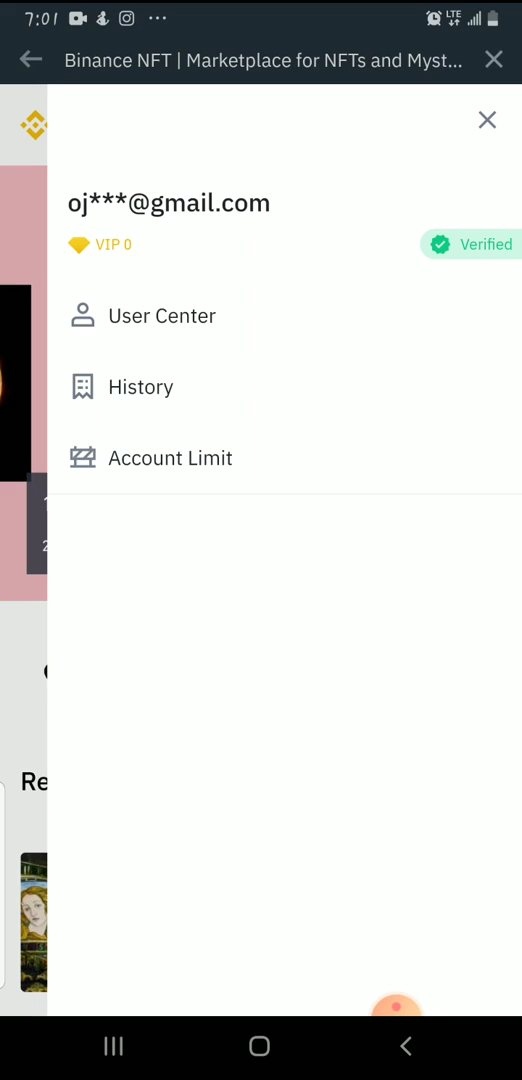 7:01
LTE
Binance NFT | Marketplace for NFTs and Myst...
oj***@gmail.com
VIP 0
Verified
User Center
History
Account Limit
Re